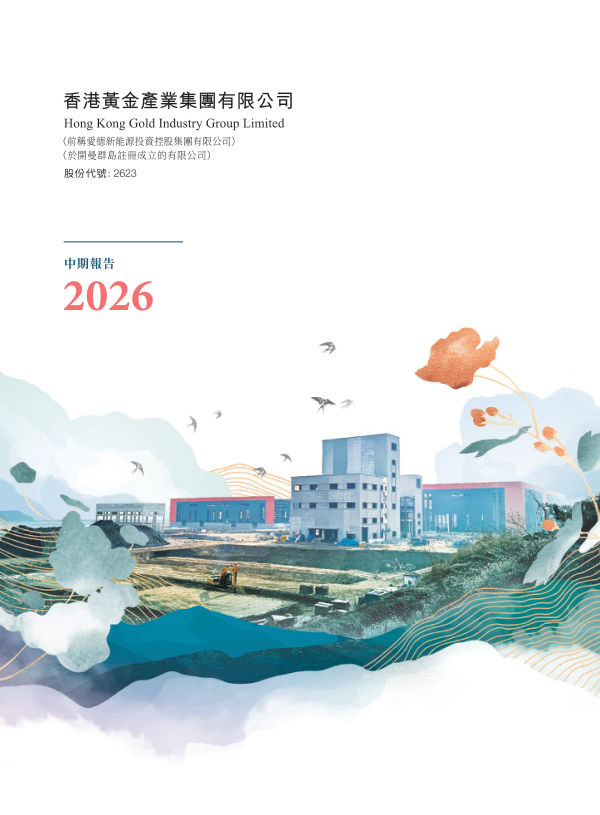 香港黃金產業集團有限公司
Hong Kong Gold Industry Group Limited
(前稱愛德新能源投資控股集團有限公司)
(於開曼群島註冊成立的有限公司)
股份代號: 2623
中期報告
2026